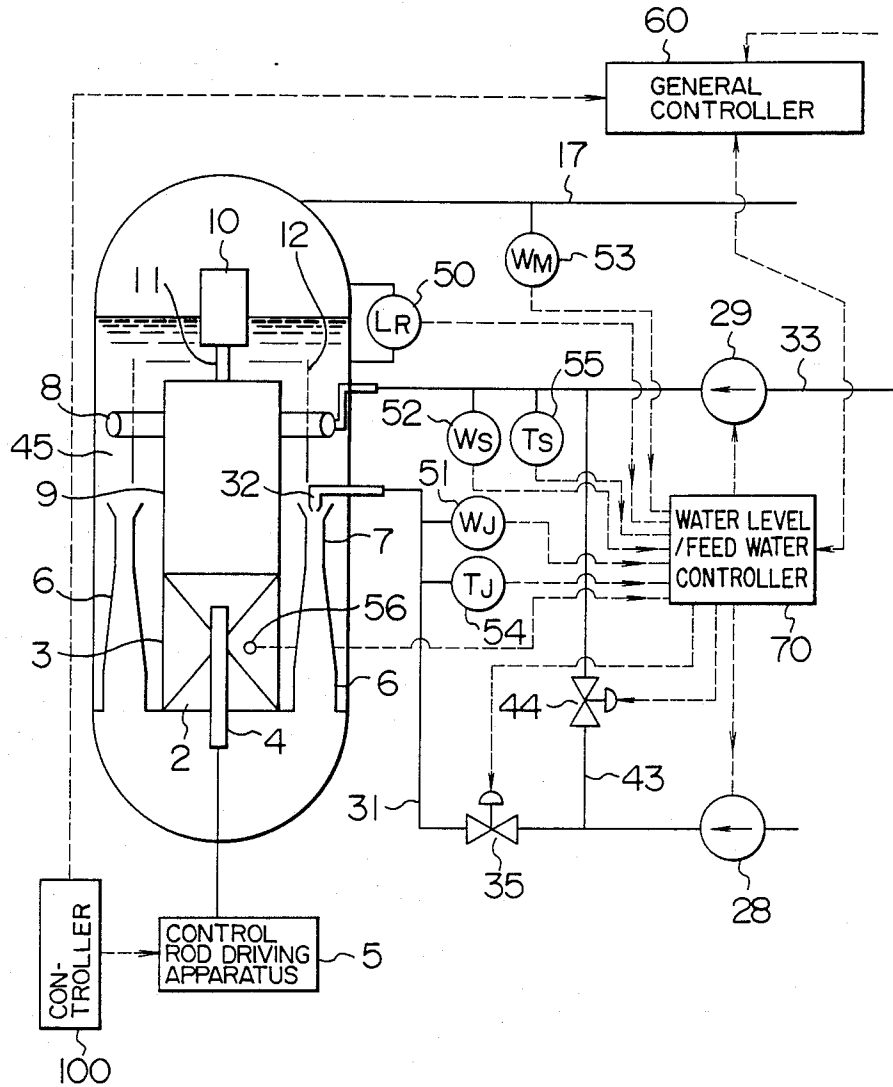 60
GENERAL
CONTROLLER
17
10
12
WM
53
11
50
LR
29
55
33
8
52
WS
TS
45
51
9
32
WJ
WATER LEVEL
/FEED WATER
CONTROLLER
7
6
TJ
56
54
3
70
6
44
2
4
43
31
35
28
CON-
TROLLER
CONTROL
ROD DRIVING
APPARATUS
5
100